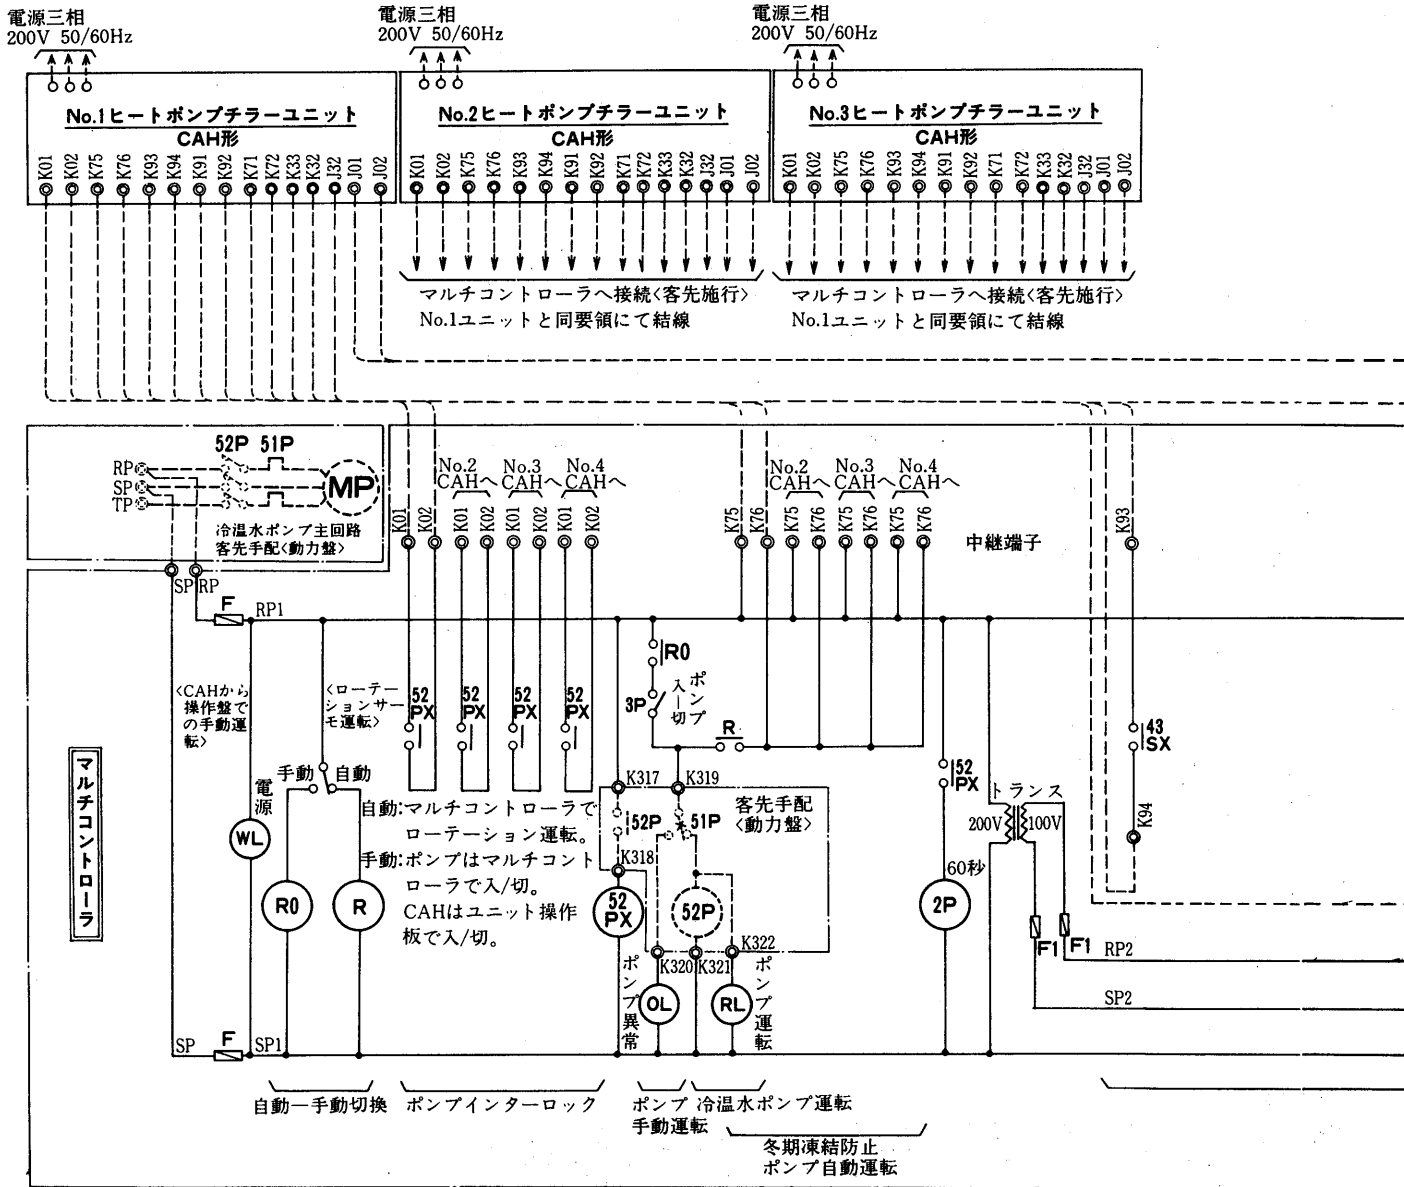 電源三相
200V 50/60Hz
電源三相
200V 50/60Hz
電源三相
200V 50/60Hz
No.1ヒートポンプチラーユニット
CAH形
K01 K02 K75 K76 K93 K94 K91 K92 K71 K72 K33 K32 J32 J01 J02
No.2ヒートポンプチラーユニット
CAH形
K01 K02 K75 K76 K93 K94 K91 K92 K71 K72 K33 K32 J32 J01 J02
No.3ヒートポンプチラーユニット
CAH形
K01 K02 K75 K76 K93 K94 K91 K92 K71 K72 K33 K32 J32 J01 J02
マルチコントローラへ接続〈客先施行〉
No.1ユニットと同要領にて結線
マルチコントローラへ接続〈客先施行〉
No.1ユニットと同要領にて結線
52P 51P
RP
SP
TP
MP
冷温水ポンプ主回路
客先手配〈動力盤〉
SP RP
F
RP1
K01 K02
No.2
CAHへ
K01 K02
No.3
CAHへ
K01 K02
No.4
CAHへ
K01 K02
K75 K76
No.2
CAHへ
K75 K76
No.3
CAHへ
K75 K76
No.4
CAHへ
K75 K76
中継端子
K93
〈CAHから
操作盤で
の手動運
転〉
〈ローテー
ションサー
モ運転〉
52
PX
52
PX
52
PX
52
PX
R0
3P
入─切
ポンプ
R
43
SX
K94
マルチコントローラ
電源
WL
手動 自動
R0
R
自動:マルチコントローラで
ローテーション運転。
手動:ポンプはマルチコント
ローラで入/切。
CAHはユニット操作
板で入/切。
K317
K319
52P
51P
客先手配
〈動力盤〉
K318
52
PX
52P
K320
K321
K322
ポンプ異常
OL
RL
ポンプ運転
52
PX
60秒
2P
トランス
200V
100V
F1
F1
RP2
SP2
SP
F
SP1
自動─手動切換
ポンプインターロック
ポンプ
手動運転
冷温水ポンプ運転
冬期凍結防止
ポンプ自動運転